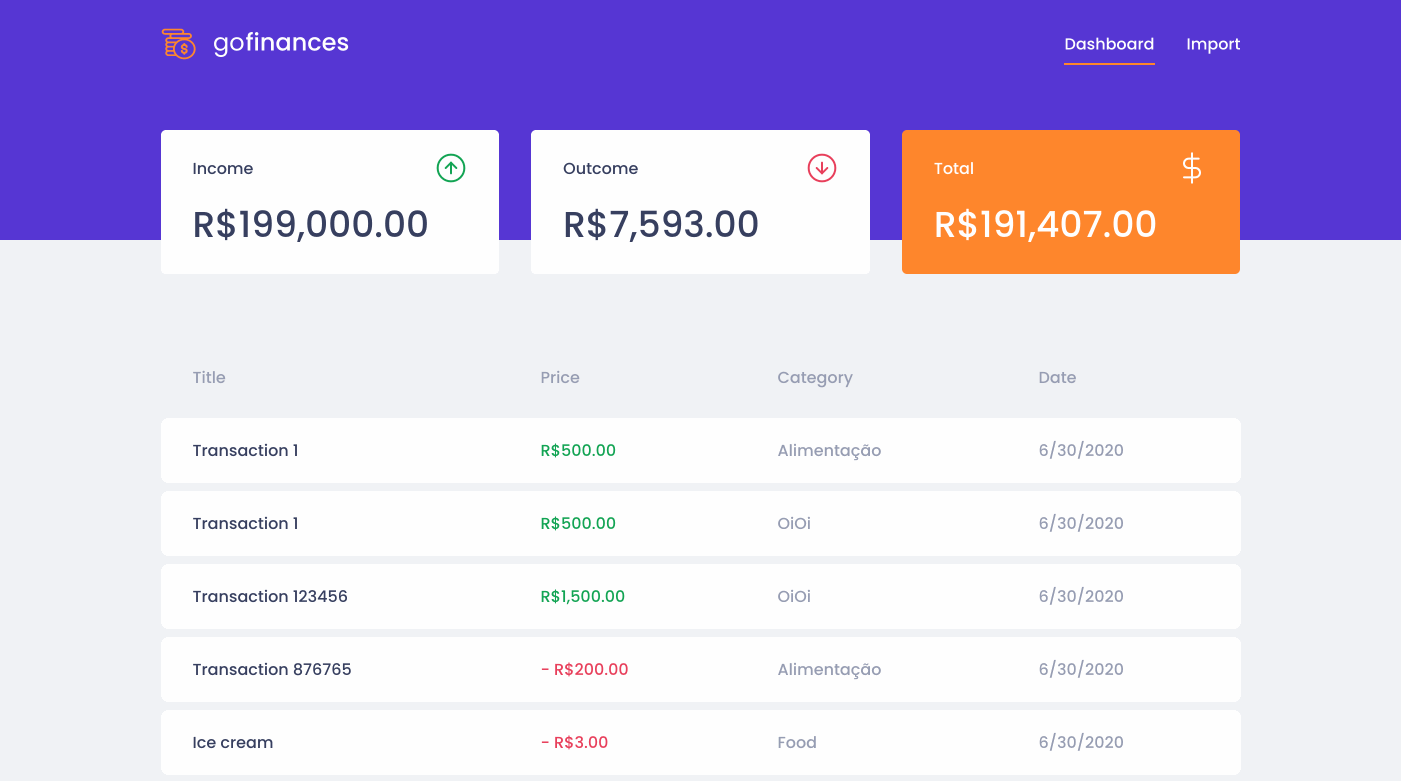 gofinances Dashboard Import
Income Outcome Total $
R$199,000.00 R$7,593.00 R$191,407.00
Title Price Category Date
Transaction 1 R$500.00 Alimentação 6/30/2020
Transaction 1 R$500.00 OiOi 6/30/2020
Transaction 123456 R$1,500.00 OiOi 6/30/2020
Transaction 876765 - R$200.00 Alimentação 6/30/2020
Ice cream - R$3.00 Food 6/30/2020